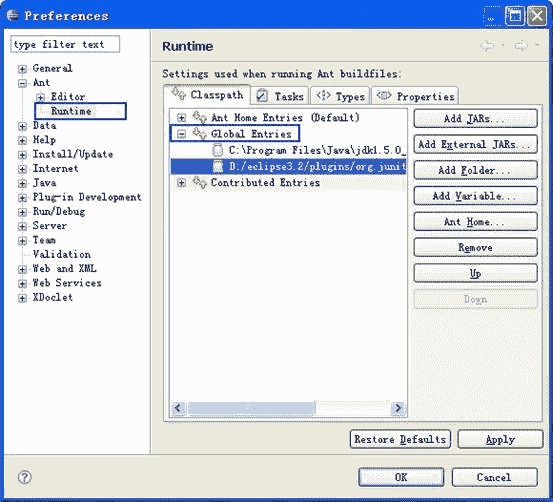 Preferences
type filter text
General
Ant
Editor
Runtime
Data
Help
Install/Update
Internet
Java
Plug-in Development
Run/Debug
Server
Team
Validation
Web and XML
Web Services
XDoclet
Runtime
Settings used when running Ant buildfiles:
Classpath Tasks Types Properties
Ant Home Entries (Default)
Global Entries
C:\Program Files\Java\jdk1.5.0_
D:/eclipse3.2/plugins/org.junit
Contributed Entries
Add JARs...
Add External JARs...
Add Folder...
Add Variable...
Ant Home...
Remove
Up
Down
Restore Defaults
Apply
OK
Cancel